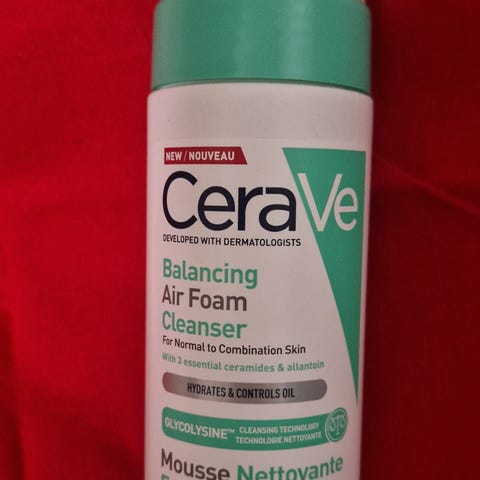 NEW / NOUVEAU
CeraVe
DEVELOPED WITH DERMATOLOGISTS
Balancing
Air Foam
Cleanser
For Normal to Combination Skin
With 3 essential ceramides & allantoin
HYDRATES & CONTROLS OIL
GLYCOLYSINE™ CLEANSING TECHNOLOGY
TECHNOLOGIE NETTOYANTE
Mousse Nettoyante